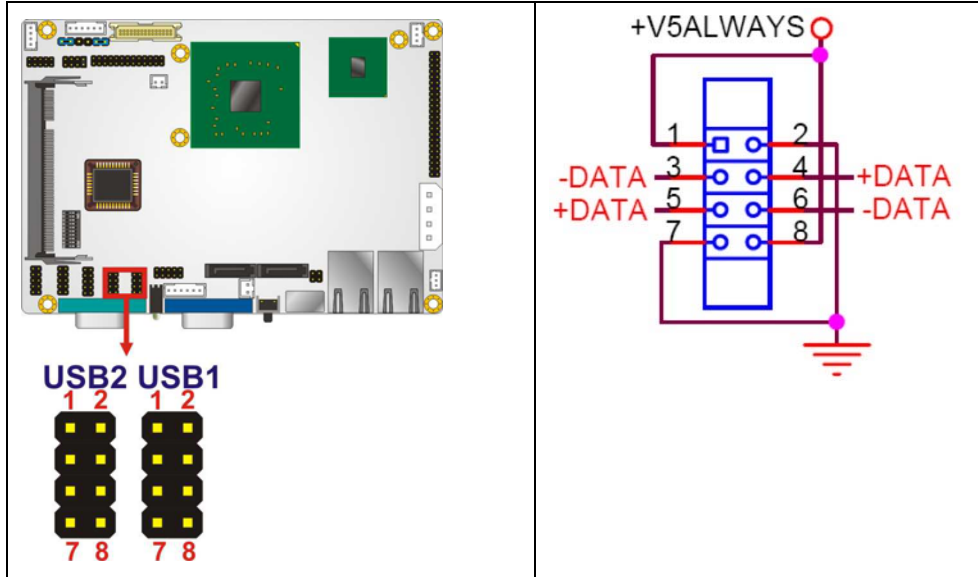 USB2 USB1
1 2 1 2
7 8 7 8
+V5ALWAYS
1 2
-DATA 3 4 +DATA
+DATA 5 6 -DATA
7 8